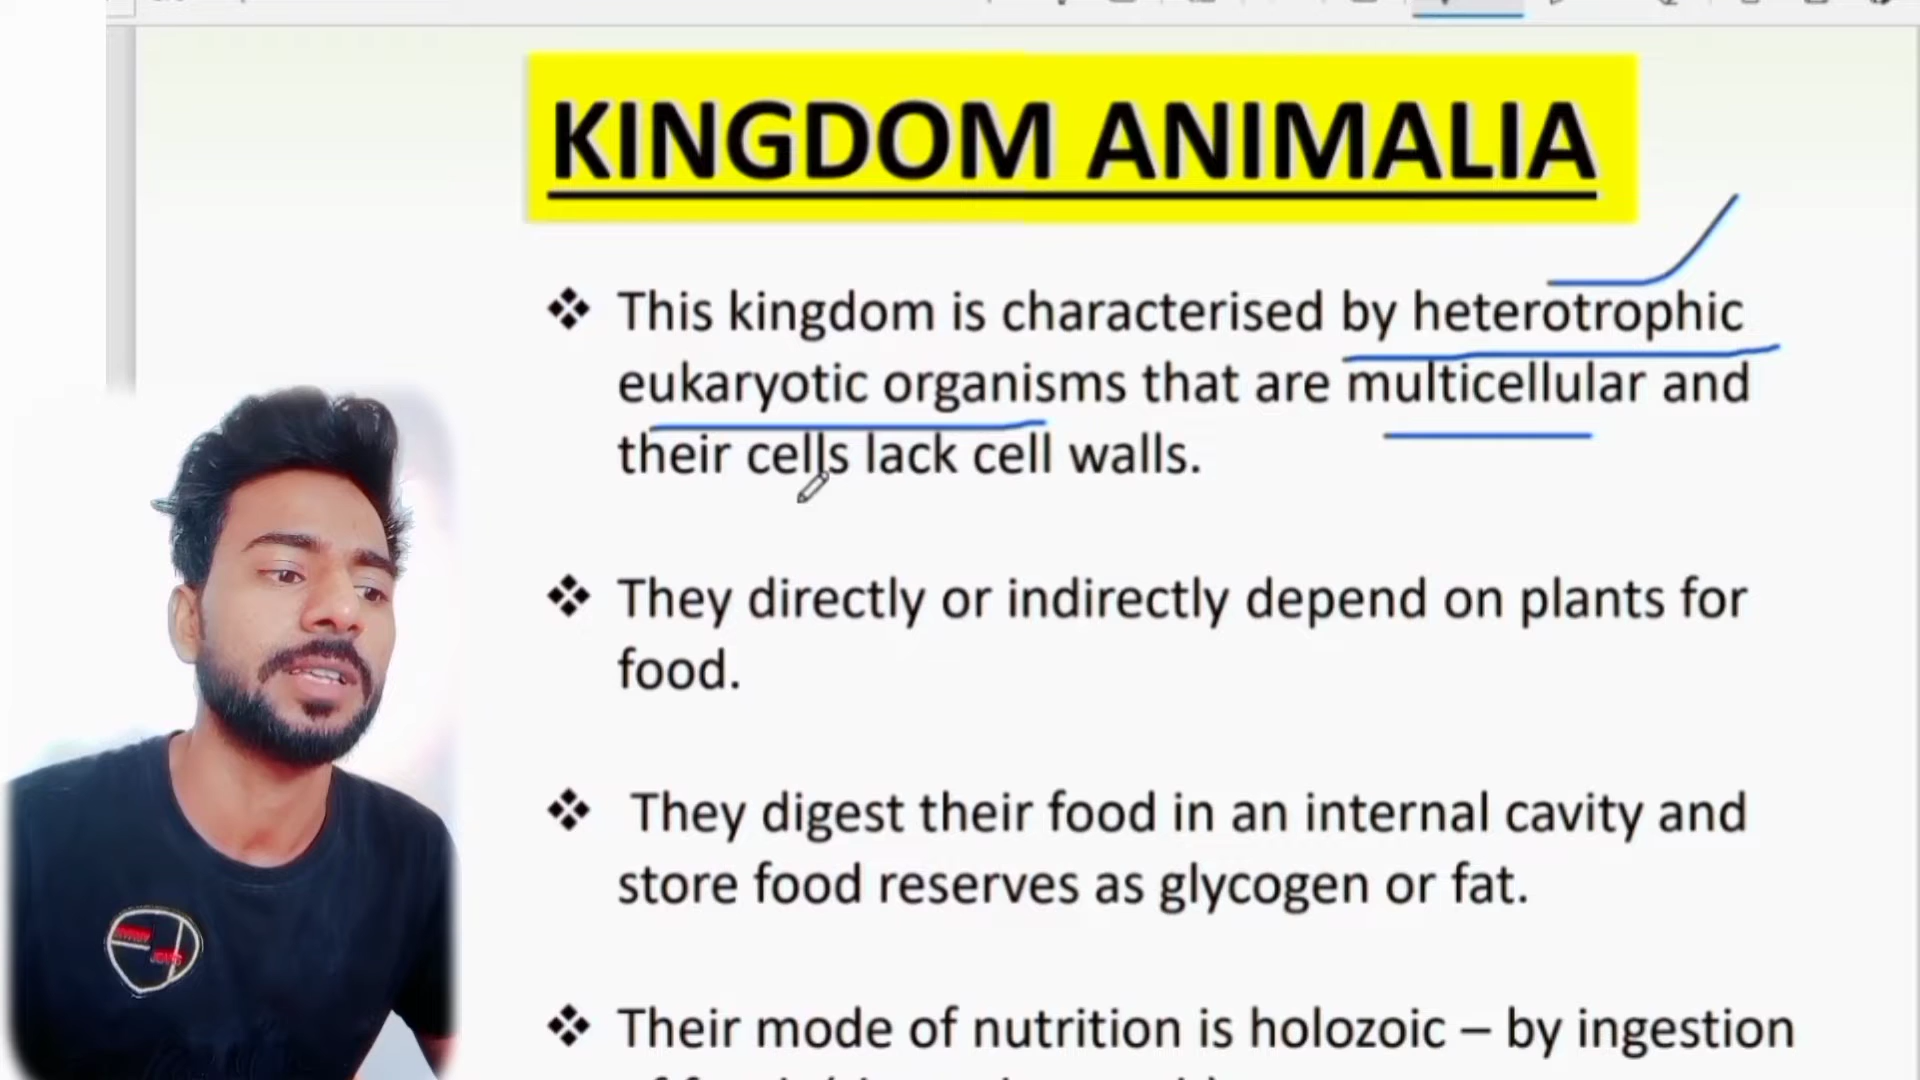 KINGDOM ANIMALIA
❖ This kingdom is characterised by heterotrophic
eukaryotic organisms that are multicellular and
their cells lack cell walls.
❖ They directly or indirectly depend on plants for
food.
❖ They digest their food in an internal cavity and
store food reserves as glycogen or fat.
❖ Their mode of nutrition is holozoic – by ingestion